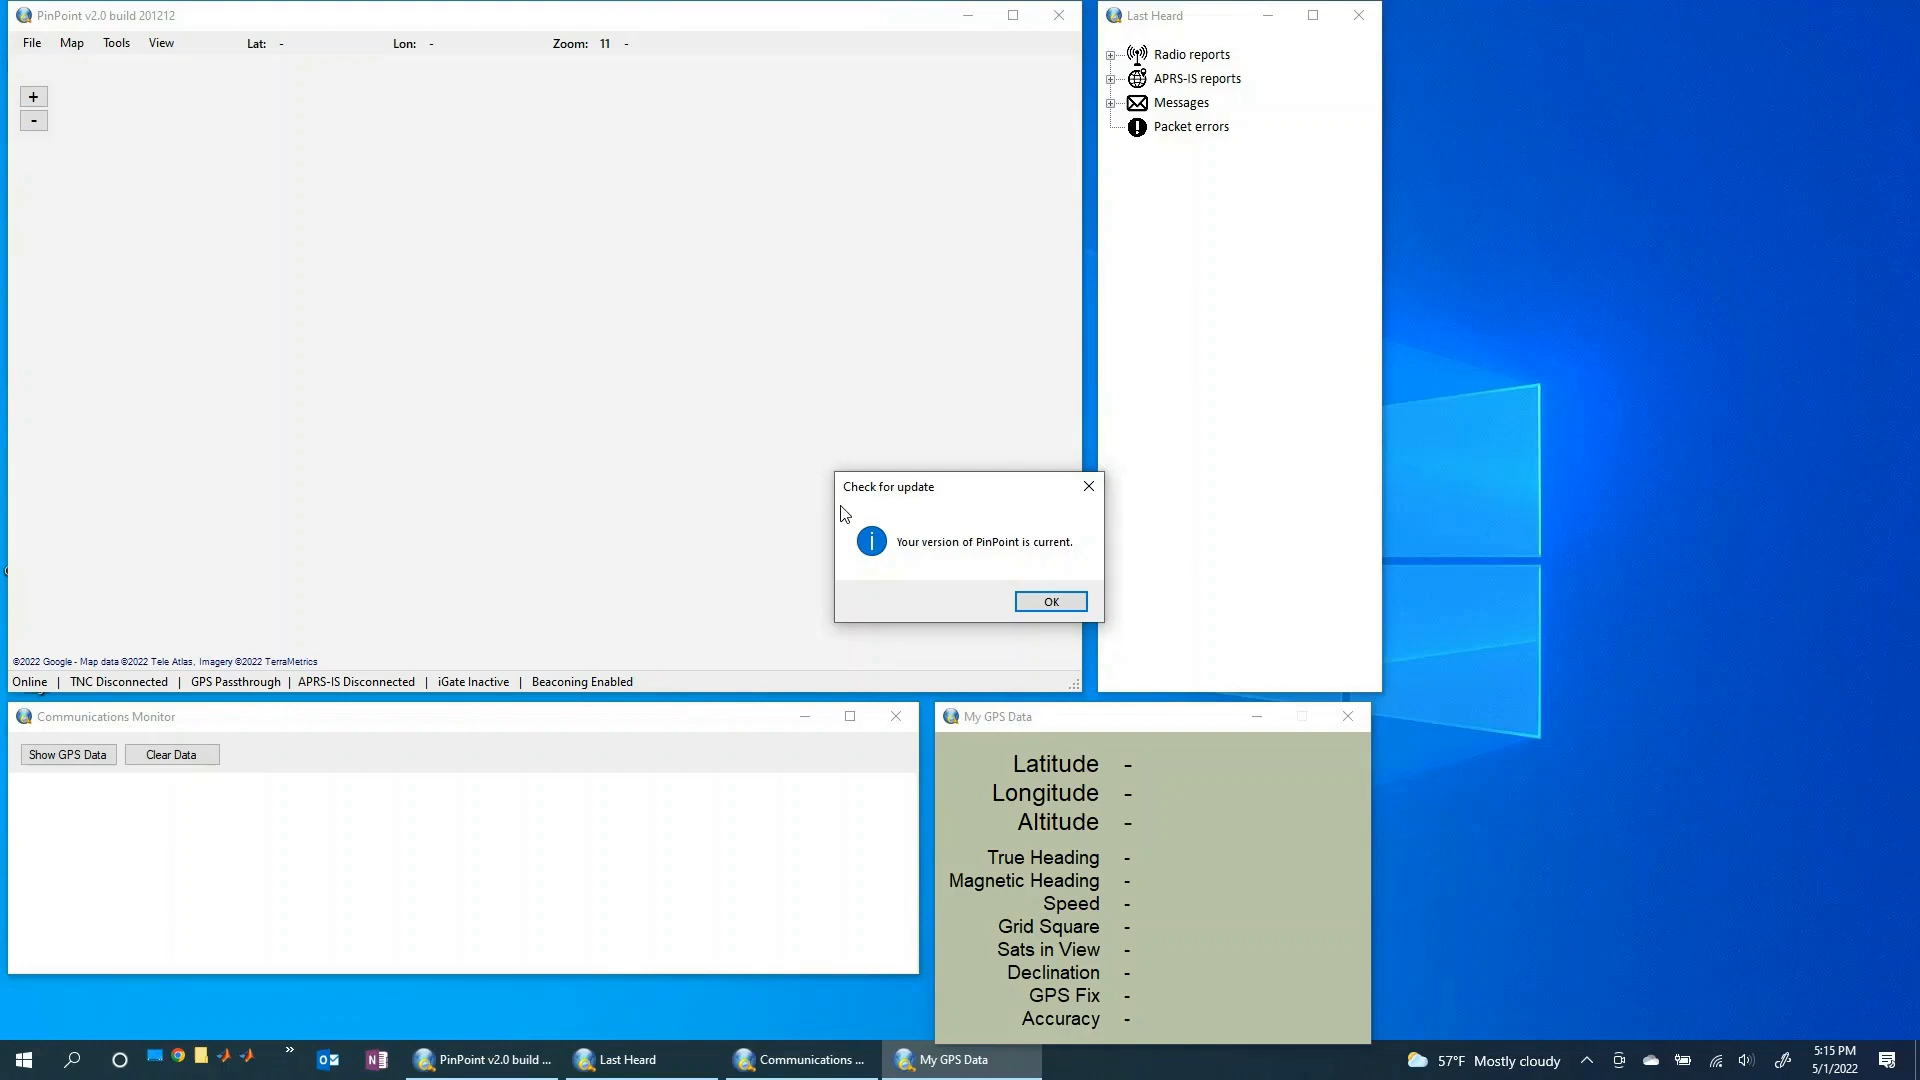 PinPoint v2.0 build 201212
File Map Tools View Lat: - Lon: - Zoom: 11 -
+
-
©2022 Google - Map data ©2022 Tele Atlas, Imagery ©2022 TerraMetrics
Online | TNC Disconnected | GPS Passthrough | APRS-IS Disconnected | iGate Inactive | Beaconing Enabled
Last Heard
Radio reports
APRS-IS reports
Messages
Packet errors
Check for update
Your version of PinPoint is current.
OK
Communications Monitor
Show GPS Data Clear Data
My GPS Data
Latitude -
Longitude -
Altitude -
True Heading -
Magnetic Heading -
Speed -
Grid Square -
Sats in View -
Declination -
GPS Fix -
Accuracy -
PinPoint v2.0 build ... Last Heard Communications ... My GPS Data 57°F Mostly cloudy 5:15 PM
5/1/2022